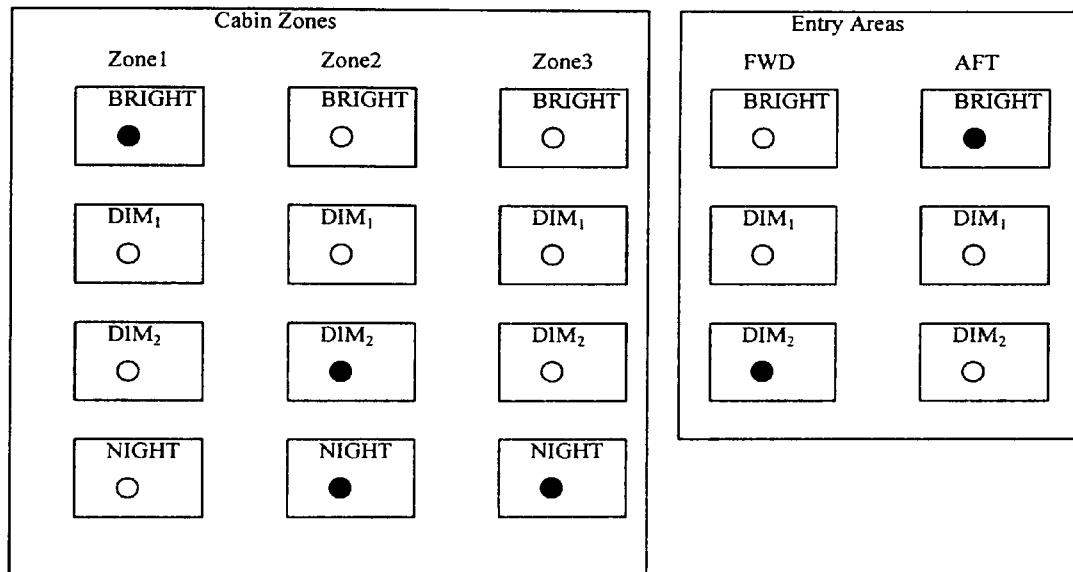 Cabin Zones
Zone1 Zone2 Zone3
BRIGHT BRIGHT BRIGHT
DIM₁ DIM₁ DIM₁
DIM₂ DIM₂ DIM₂
NIGHT NIGHT NIGHT
Entry Areas
FWD AFT
BRIGHT BRIGHT
DIM₁ DIM₁
DIM₂ DIM₂